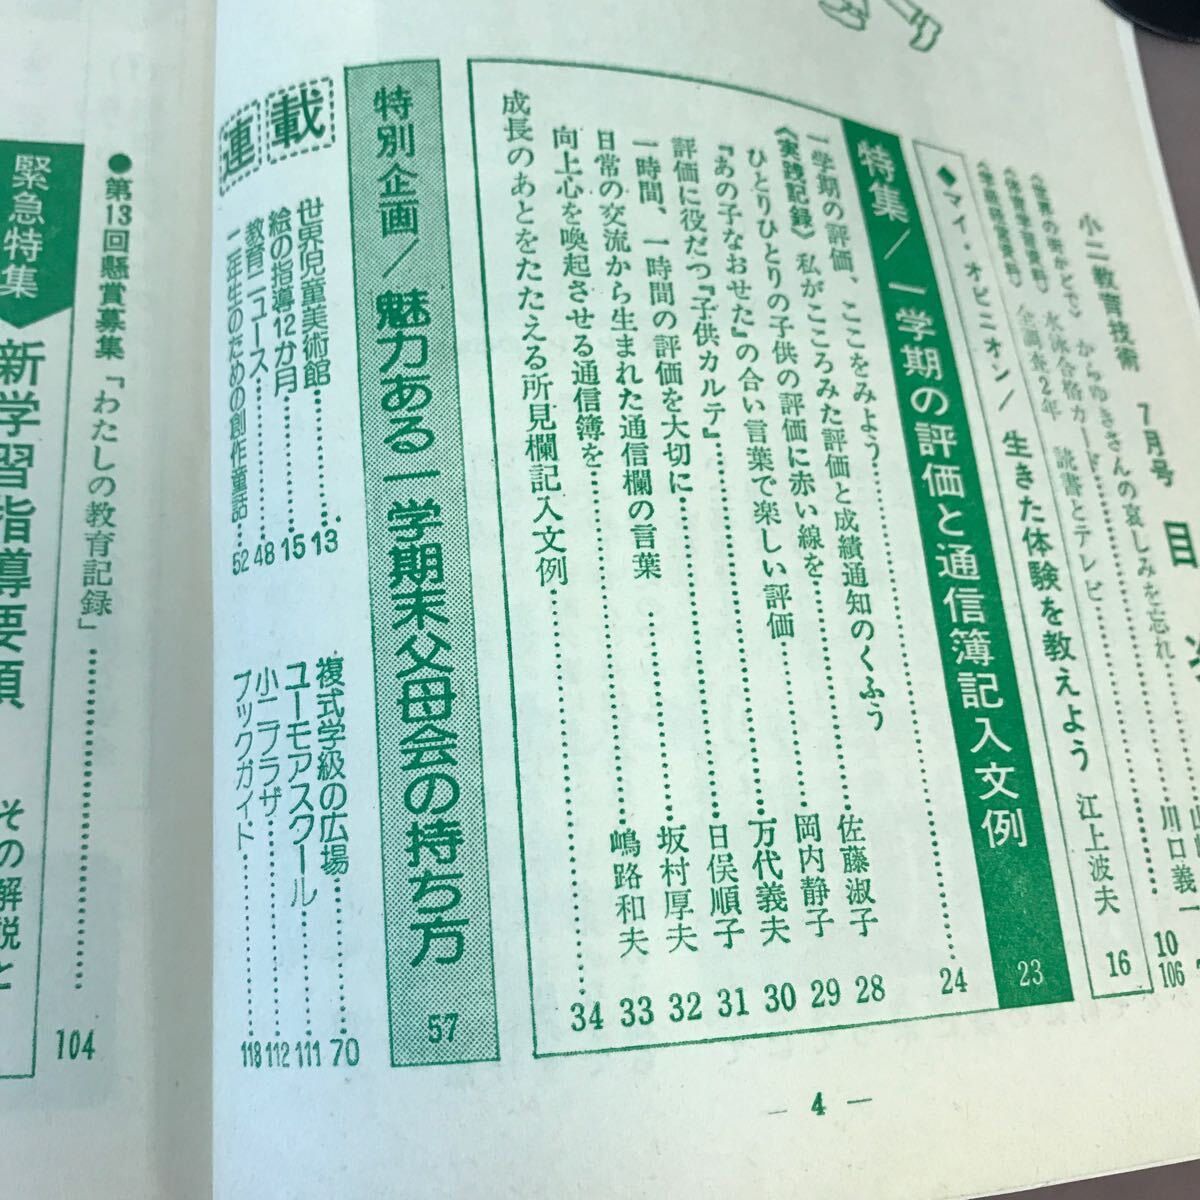 小二教育技術 7月号 目
《世界の街かどで》 からゆきさんの哀しみを忘れ
《体育学習資料》 水泳合格カード 川口義一 10
《学級経営資料》 全調査2年 読書とテレビ 106
◆マイ・オピニオン/生きた体験を教えよう 江上波夫 16
特集/一学期の評価と通信簿記入文例 23
一学期の評価、ここをみよう 24
《実践記録》私がこころみた評価と成績通知のくふう
ひとりひとりの子供の評価に赤い線を 佐藤淑子 28
『あの子なおせた』の合い言葉で楽しい評価 岡内静子 29
評価に役だつ『子供カルテ』 万代義夫 30
一時間、一時間の評価を大切に 日俣順子 31
日常の交流から生まれた通信欄の言葉 坂村厚夫 32
向上心を喚起させる通信簿を 嶋路和夫 33
成長のあとをたたえる所見欄記入文例 34
特別企画/魅力ある一学期末父母会の持ち方 57
連載
世界児童美術館 13
絵の指導12か月 15
教育ニュース 48
二年生のための創作童話 52
複式学級の広場 70
ユーモアスクール 111
小二プラザ 112
ブックガイド 118
— 4 —
●第13回懸賞募集「わたしの教育記録」 104
緊急特集 新学習指導要領 その解説と